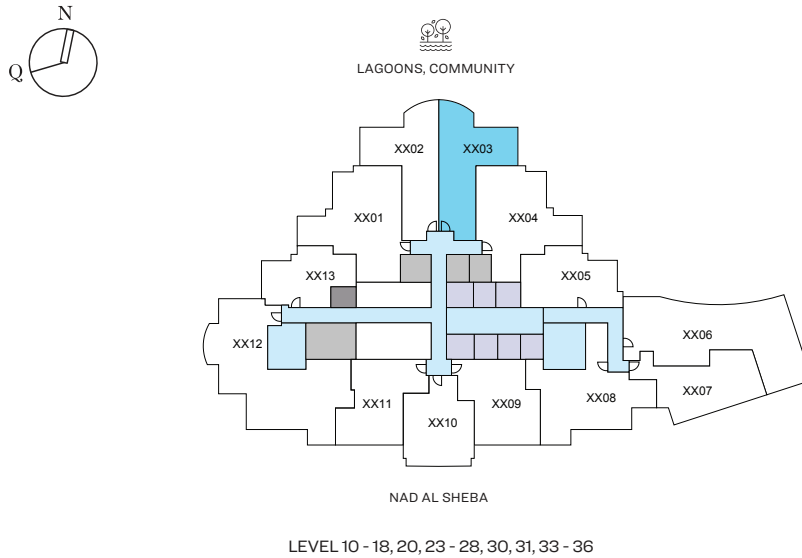 N
Q
LAGOONS, COMMUNITY
XX02
XX03
XX01
XX04
XX13
XX05
XX12
XX06
XX11
XX09
XX08
XX07
XX10
NAD AL SHEBA
LEVEL 10 - 18, 20, 23 - 28, 30, 31, 33 - 36